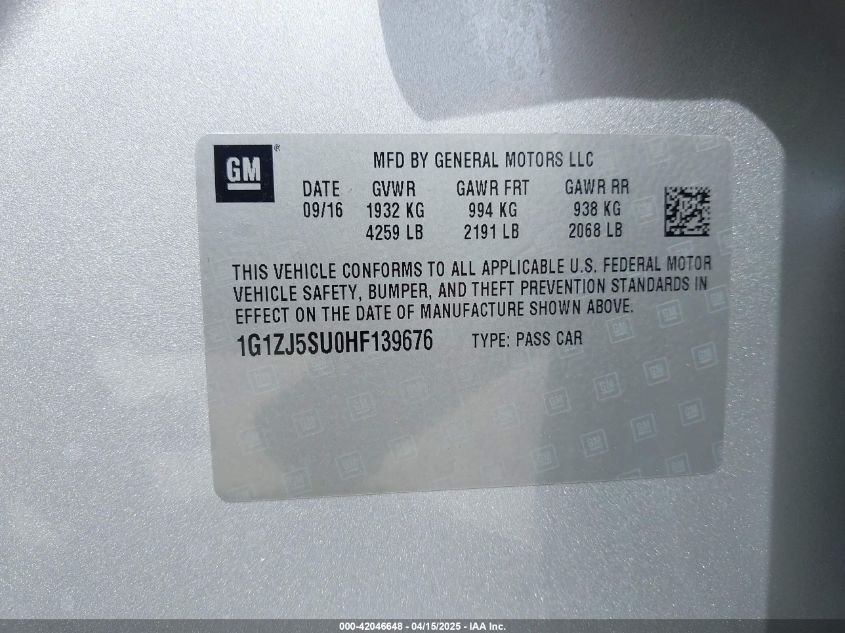 GM®
MFD BY GENERAL MOTORS LLC
DATE GVWR GAWR FRT GAWR RR
09/16 1932 KG 994 KG 938 KG
4259 LB 2191 LB 2068 LB
THIS VEHICLE CONFORMS TO ALL APPLICABLE U.S. FEDERAL MOTOR
VEHICLE SAFETY, BUMPER, AND THEFT PREVENTION STANDARDS IN
EFFECT ON THE DATE OF MANUFACTURE SHOWN ABOVE.
1G1ZJ5SU0HF139676 TYPE: PASS CAR
000-42046648 - 04/15/2025 - IAA Inc.